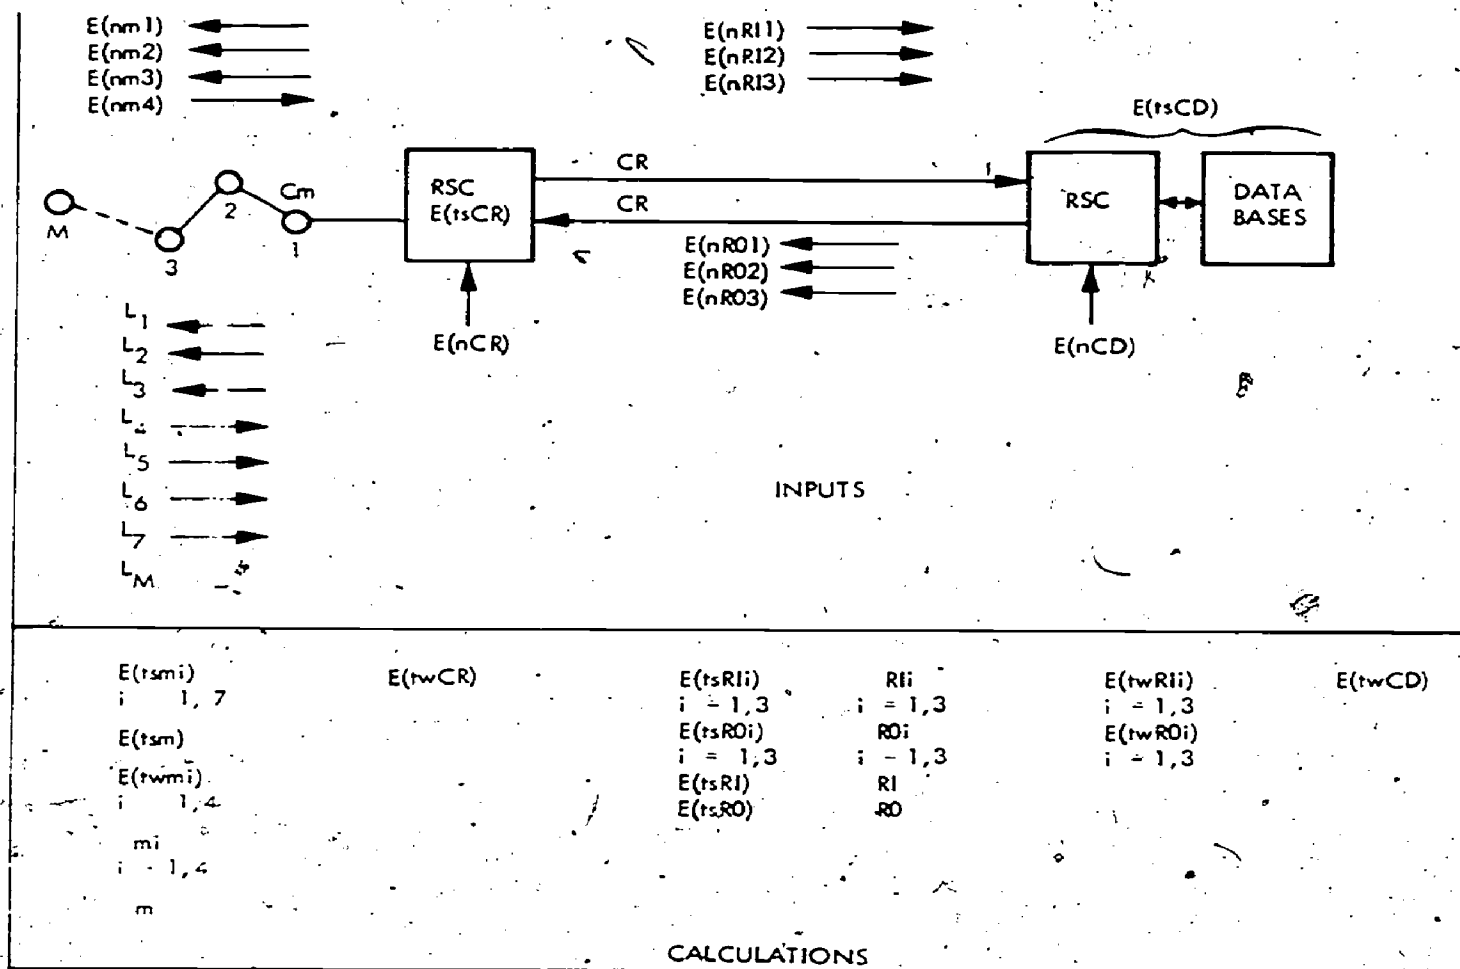 E(nm1)
E(nm2)
E(nm3)
E(nm4)
E(nRI1)
E(nRI2)
E(nRI3)
E(tsCD)
M
3
2
Cm
1
RSC
E(tsCR)
CR
CR
RSC
DATA
BASES
E(nRO1)
E(nRO2)
E(nRO3)
E(nCR)
E(nCD)
L1
L2
L3
L4
L5
L6
L7
LM
INPUTS
E(tsmi)
i 1, 7
E(tsm)
E(twmi)
i 1,4
mi
i - 1,4
m
E(twCR)
E(tsRIi)
i = 1,3
E(tsROi)
i = 1,3
E(tsRI)
E(tsRO)
RIi
i = 1,3
ROi
i - 1,3
RI
RO
E(twRIi)
i = 1,3
E(twROi)
i = 1,3
E(twCD)
CALCULATIONS